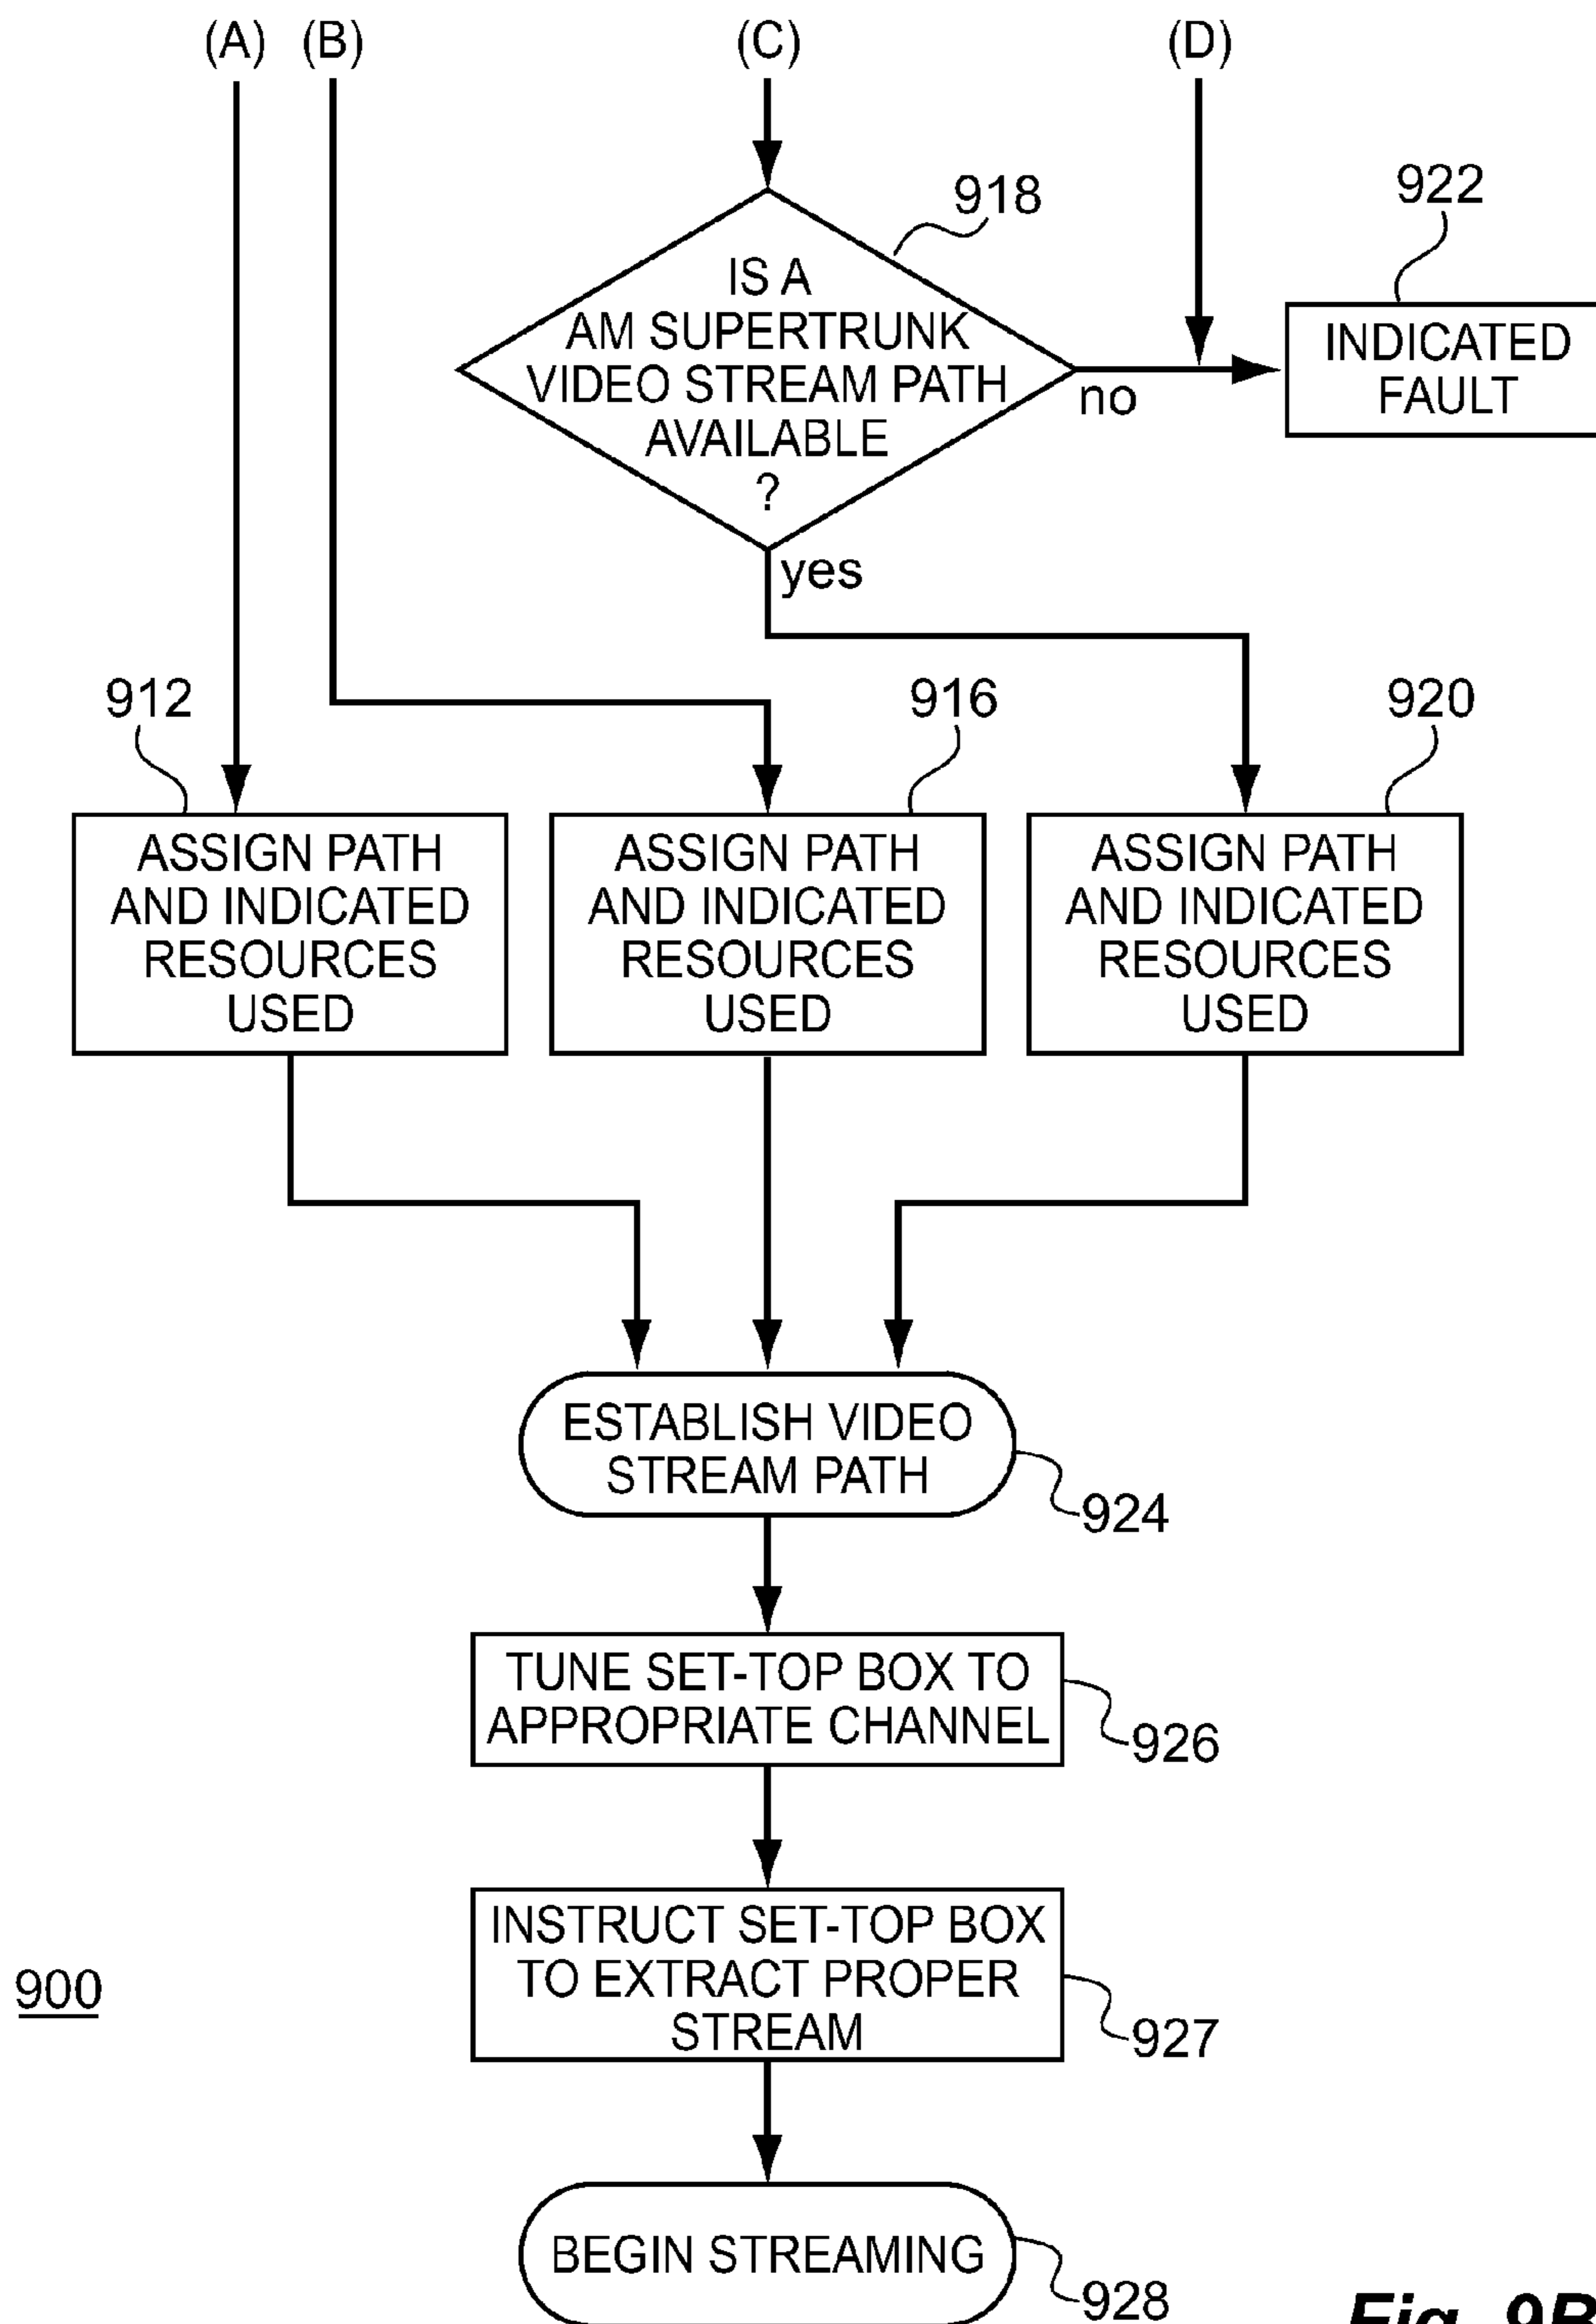 (A) (B) (C) (D)
918
922
IS A
AM SUPERTRUNK
VIDEO STREAM PATH
AVAILABLE
?
no
INDICATED
FAULT
yes
912
916
920
ASSIGN PATH
AND INDICATED
RESOURCES
USED
ASSIGN PATH
AND INDICATED
RESOURCES
USED
ASSIGN PATH
AND INDICATED
RESOURCES
USED
ESTABLISH VIDEO
STREAM PATH
924
TUNE SET-TOP BOX TO
APPROPRIATE CHANNEL
926
INSTRUCT SET-TOP BOX
TO EXTRACT PROPER
STREAM
927
900
BEGIN STREAMING
928
Fig. 9B